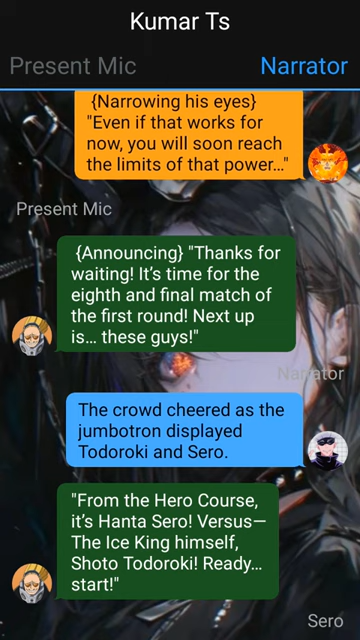 Kumar Ts
Present Mic
Narrator
{Narrowing his eyes}
"Even if that works for
now, you will soon reach
the limits of that power…"
Present Mic
{Announcing} "Thanks for
waiting! It’s time for the
eighth and final match of
the first round! Next up
is… these guys!"
Narrator
The crowd cheered as the
jumbotron displayed
Todoroki and Sero.
"From the Hero Course,
it’s Hanta Sero! Versus—
The Ice King himself,
Shoto Todoroki! Ready…
start!"
Sero